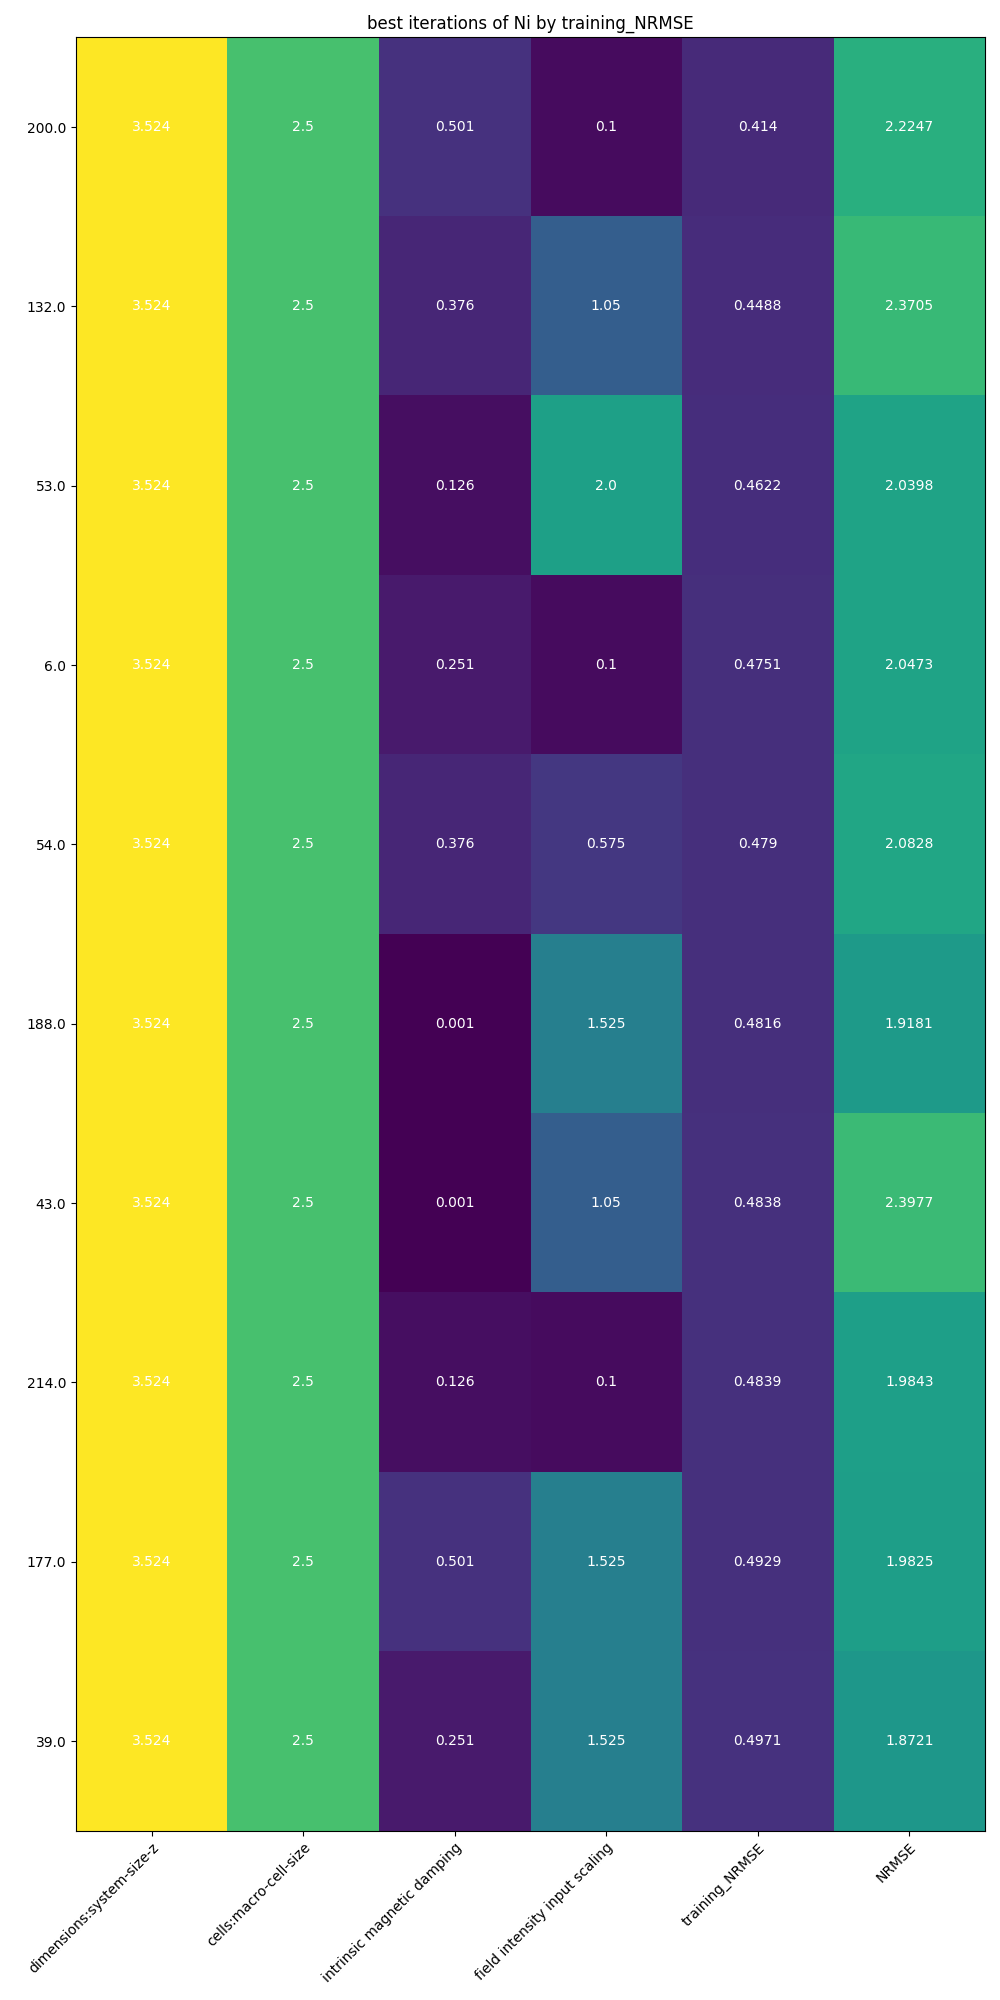 best iterations of Ni by training_NRMSE
200.0 3.524 2.5 0.501 0.1 0.414 2.2247
132.0 3.524 2.5 0.376 1.05 0.4488 2.3705
53.0 3.524 2.5 0.126 2.0 0.4622 2.0398
6.0 3.524 2.5 0.251 0.1 0.4751 2.0473
54.0 3.524 2.5 0.376 0.575 0.479 2.0828
188.0 3.524 2.5 0.001 1.525 0.4816 1.9181
43.0 3.524 2.5 0.001 1.05 0.4838 2.3977
214.0 3.524 2.5 0.126 0.1 0.4839 1.9843
177.0 3.524 2.5 0.501 1.525 0.4929 1.9825
39.0 3.524 2.5 0.251 1.525 0.4971 1.8721
dimensions:system-size-z
cells:macro-cell-size
intrinsic magnetic damping
field intensity input scaling
training_NRMSE
NRMSE